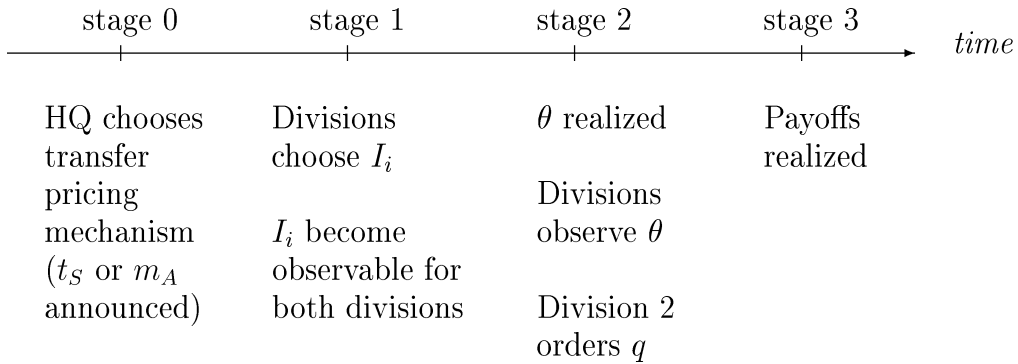 stage 0 stage 1 stage 2 stage 3
time
HQ chooses
transfer
pricing
mechanism
(t_S or m_A
announced)
Divisions
choose I_i
I_i become
observable for
both divisions
θ realized
Divisions
observe θ
Division 2
orders q
Payoffs
realized